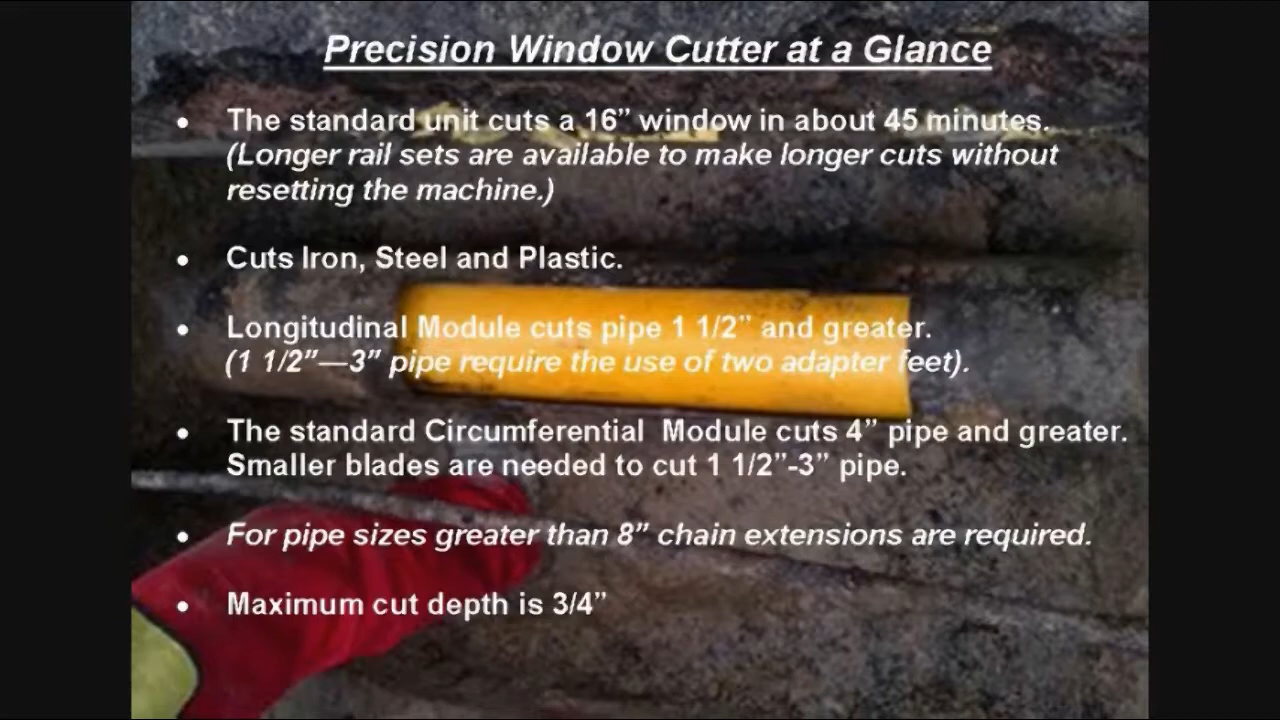 Precision Window Cutter at a Glance
• The standard unit cuts a 16” window in about 45 minutes.
(Longer rail sets are available to make longer cuts without
resetting the machine.)
• Cuts Iron, Steel and Plastic.
• Longitudinal Module cuts pipe 1 1/2” and greater.
(1 1/2”—3” pipe require the use of two adapter feet).
• The standard Circumferential  Module cuts 4” pipe and greater.
Smaller blades are needed to cut 1 1/2”-3” pipe.
• For pipe sizes greater than 8” chain extensions are required.
• Maximum cut depth is 3/4”